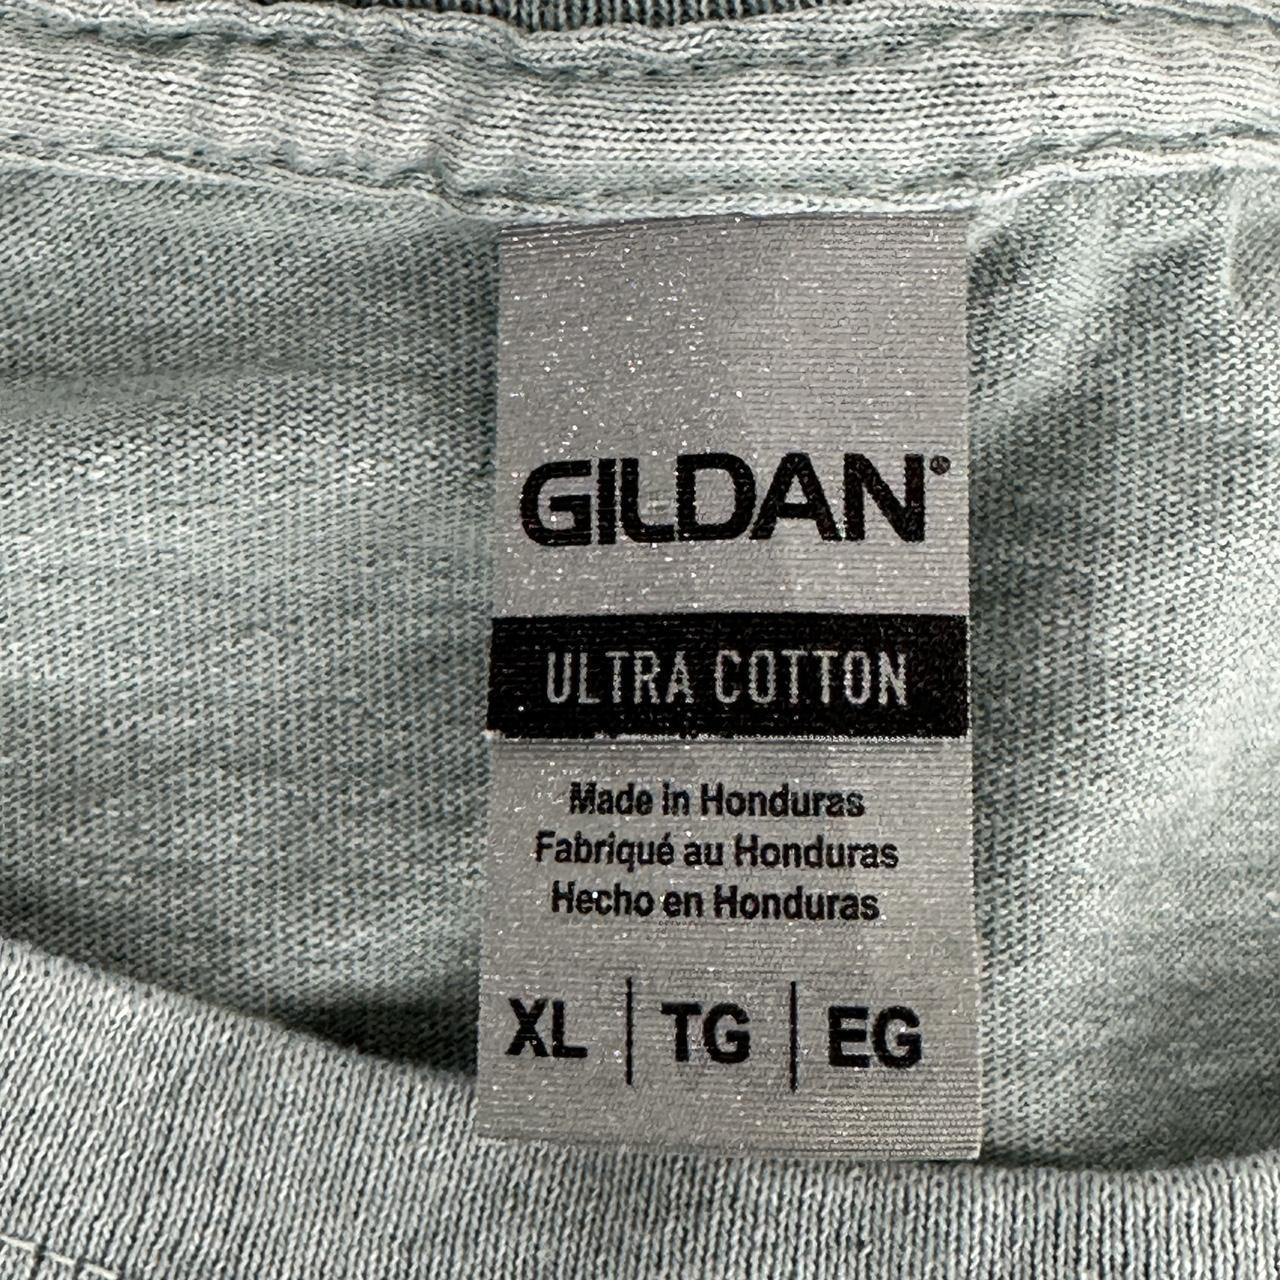 GILDAN®
ULTRA COTTON
Made in Honduras
Fabriqué au Honduras
Hecho en Honduras
XL | TG | EG